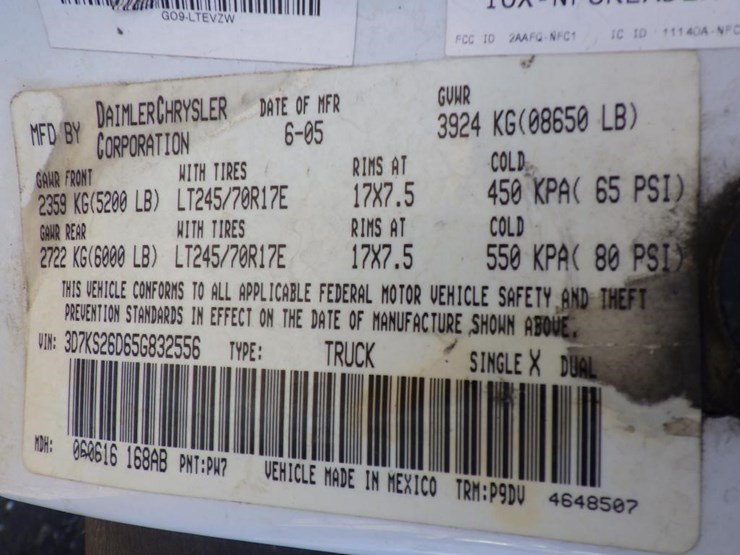 GO9-LTEVZW
FCC ID 2AAFQ-NFC1 IC ID 11140A-NFC
MFD BY DAIMLERCHRYSLER CORPORATION
DATE OF MFR
6-05
GVWR
3924 KG(08650 LB)
GAWR FRONT WITH TIRES RIMS AT COLD
2359 KG(5200 LB) LT245/70R17E 17X7.5 450 KPA( 65 PSI)
GAWR REAR WITH TIRES RIMS AT COLD
2722 KG(6000 LB) LT245/70R17E 17X7.5 550 KPA( 80 PSI)
THIS VEHICLE CONFORMS TO ALL APPLICABLE FEDERAL MOTOR VEHICLE SAFETY AND THEFT
PREVENTION STANDARDS IN EFFECT ON THE DATE OF MANUFACTURE SHOWN ABOVE.
VIN: 3D7KS26D65G832556 TYPE: TRUCK SINGLE X DUAL
MDH: 060616 168AB PNT:PW7 VEHICLE MADE IN MEXICO TRM:P9DV 4648507